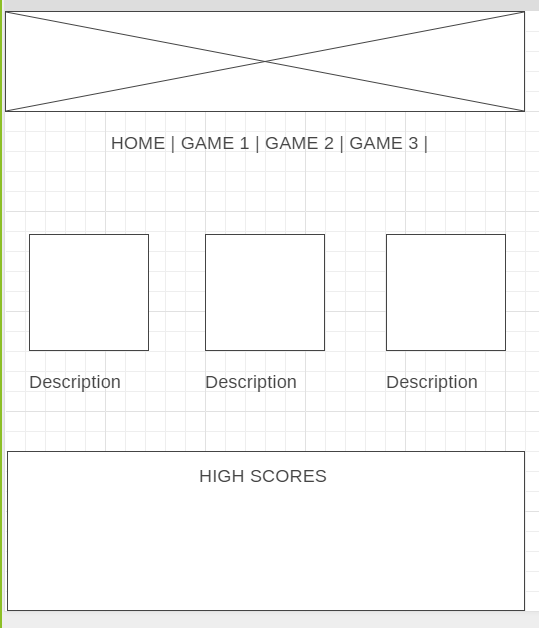 HOME | GAME 1 | GAME 2 | GAME 3 |
Description
Description
Description
HIGH SCORES